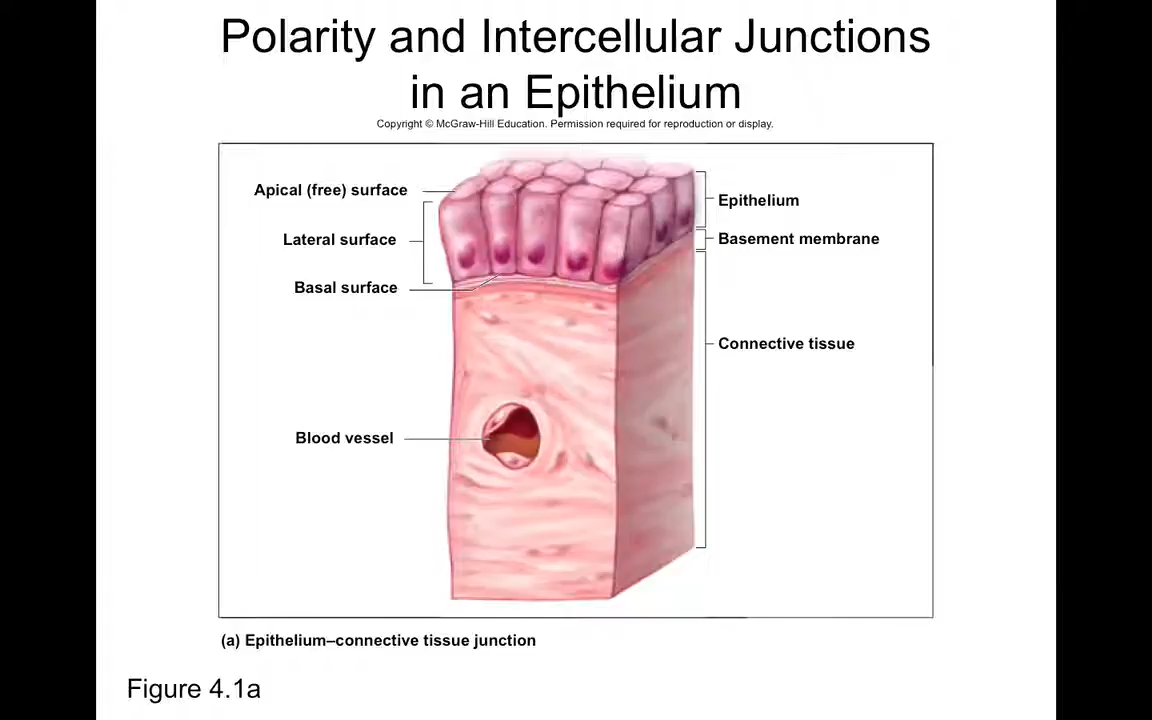 Polarity and Intercellular Junctions
in an Epithelium
Copyright © McGraw-Hill Education. Permission required for reproduction or display.
Apical (free) surface
Lateral surface
Basal surface
Blood vessel
Epithelium
Basement membrane
Connective tissue
(a) Epithelium–connective tissue junction
Figure 4.1a